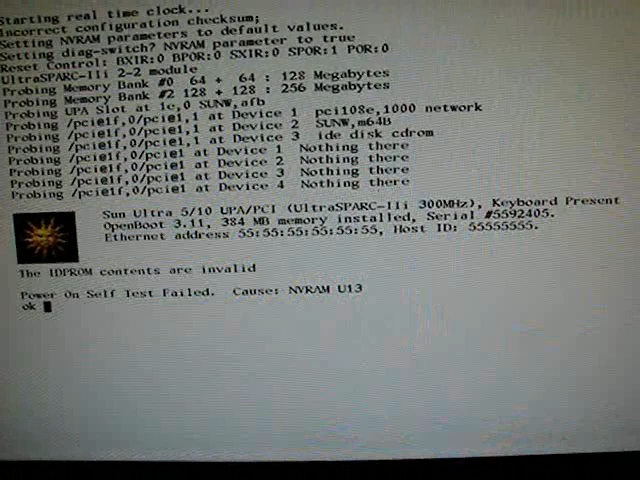 Starting real time clock...
Incorrect configuration checksum;
Setting NVRAM parameters to default values.
Setting diag-switch? NVRAM parameter to true
Reset Control: BXIR:0 BPOR:0 SXIR:0 SPOR:1 POR:0
UltraSPARC-IIi 2-2 module
Probing Memory Bank #0 64 + 64 : 128 Megabytes
Probing Memory Bank #2 128 + 128 : 256 Megabytes
Probing UPA Slot at 1e,0 SUNW,afb
Probing /pci@1f,0/pci@1,1 at Device 1 pci108e,1000 network
Probing /pci@1f,0/pci@1,1 at Device 2 SUNW,m64B
Probing /pci@1f,0/pci@1,1 at Device 3 ide disk cdrom
Probing /pci@1f,0/pci@1 at Device 1 Nothing there
Probing /pci@1f,0/pci@1 at Device 2 Nothing there
Probing /pci@1f,0/pci@1 at Device 3 Nothing there
Probing /pci@1f,0/pci@1 at Device 4 Nothing there
Sun Ultra 5/10 UPA/PCI (UltraSPARC-IIi 300MHz), Keyboard Present
OpenBoot 3.11, 384 MB memory installed, Serial #5592405.
Ethernet address 55:55:55:55:55:55, Host ID: 55555555.
The IDPROM contents are invalid
Power On Self Test Failed. Cause: NVRAM U13
ok